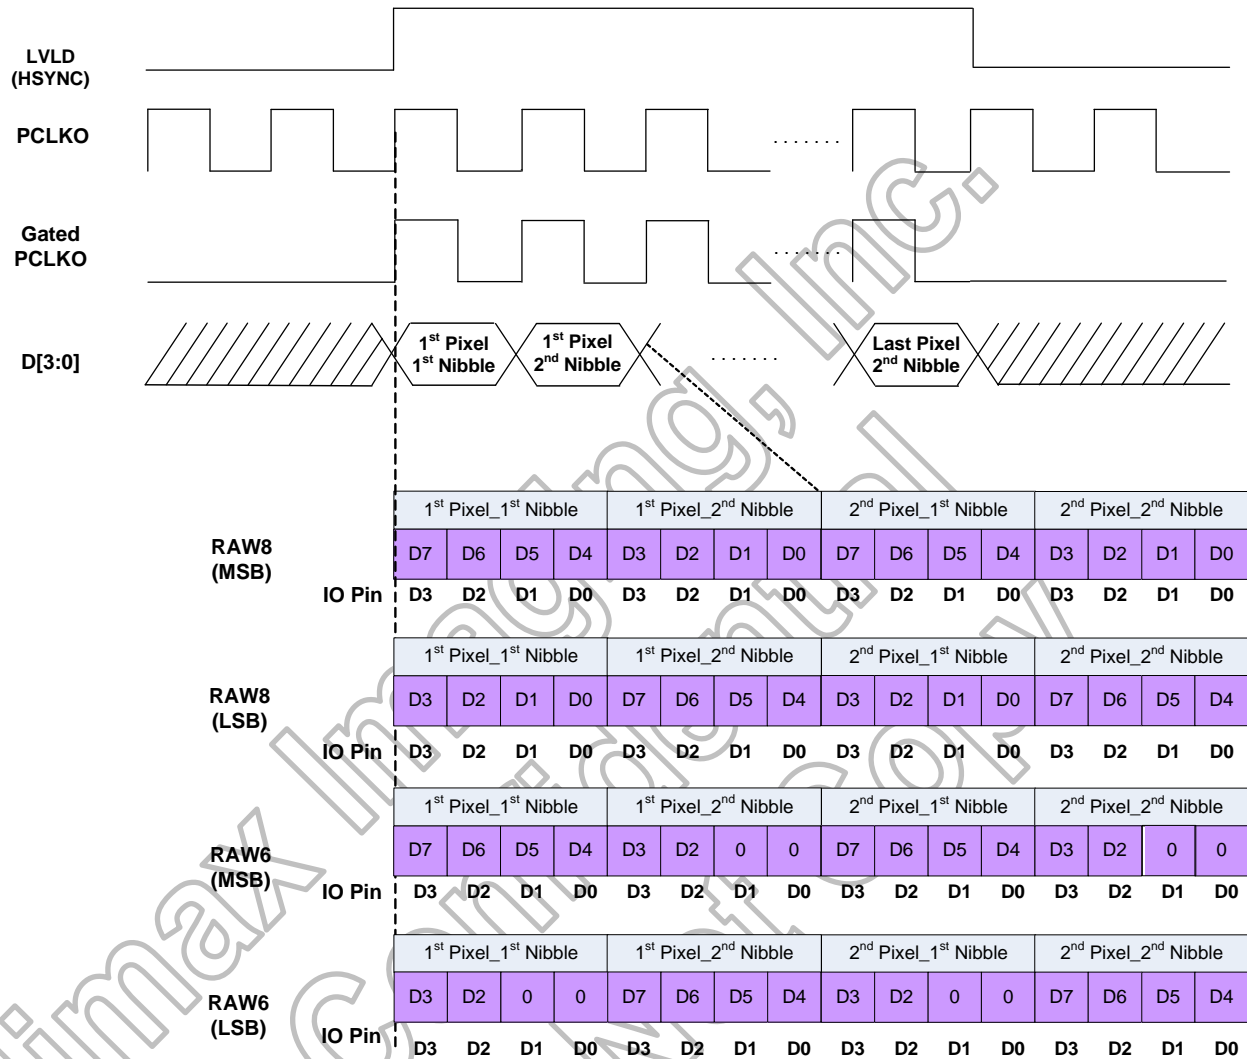 LVLD
(HSYNC)
PCLKO
. . . . . . .
Gated
PCLKO
. . . . . . .
D[3:0]
1st Pixel
1st Nibble
1st Pixel
2nd Nibble
. . . . . . .
Last Pixel
2nd Nibble
RAW8
(MSB)
1st Pixel_1st Nibble 1st Pixel_2nd Nibble 2nd Pixel_1st Nibble 2nd Pixel_2nd Nibble
D7 D6 D5 D4 D3 D2 D1 D0 D7 D6 D5 D4 D3 D2 D1 D0
IO Pin D3 D2 D1 D0 D3 D2 D1 D0 D3 D2 D1 D0 D3 D2 D1 D0
RAW8
(LSB)
1st Pixel_1st Nibble 1st Pixel_2nd Nibble 2nd Pixel_1st Nibble 2nd Pixel_2nd Nibble
D3 D2 D1 D0 D7 D6 D5 D4 D3 D2 D1 D0 D7 D6 D5 D4
IO Pin D3 D2 D1 D0 D3 D2 D1 D0 D3 D2 D1 D0 D3 D2 D1 D0
RAW6
(MSB)
1st Pixel_1st Nibble 1st Pixel_2nd Nibble 2nd Pixel_1st Nibble 2nd Pixel_2nd Nibble
D7 D6 D5 D4 D3 D2 0 0 D7 D6 D5 D4 D3 D2 0 0
IO Pin D3 D2 D1 D0 D3 D2 D1 D0 D3 D2 D1 D0 D3 D2 D1 D0
RAW6
(LSB)
1st Pixel_1st Nibble 1st Pixel_2nd Nibble 2nd Pixel_1st Nibble 2nd Pixel_2nd Nibble
D3 D2 0 0 D7 D6 D5 D4 D3 D2 0 0 D7 D6 D5 D4
IO Pin D3 D2 D1 D0 D3 D2 D1 D0 D3 D2 D1 D0 D3 D2 D1 D0
imax Imaging, Inc.
Confidential